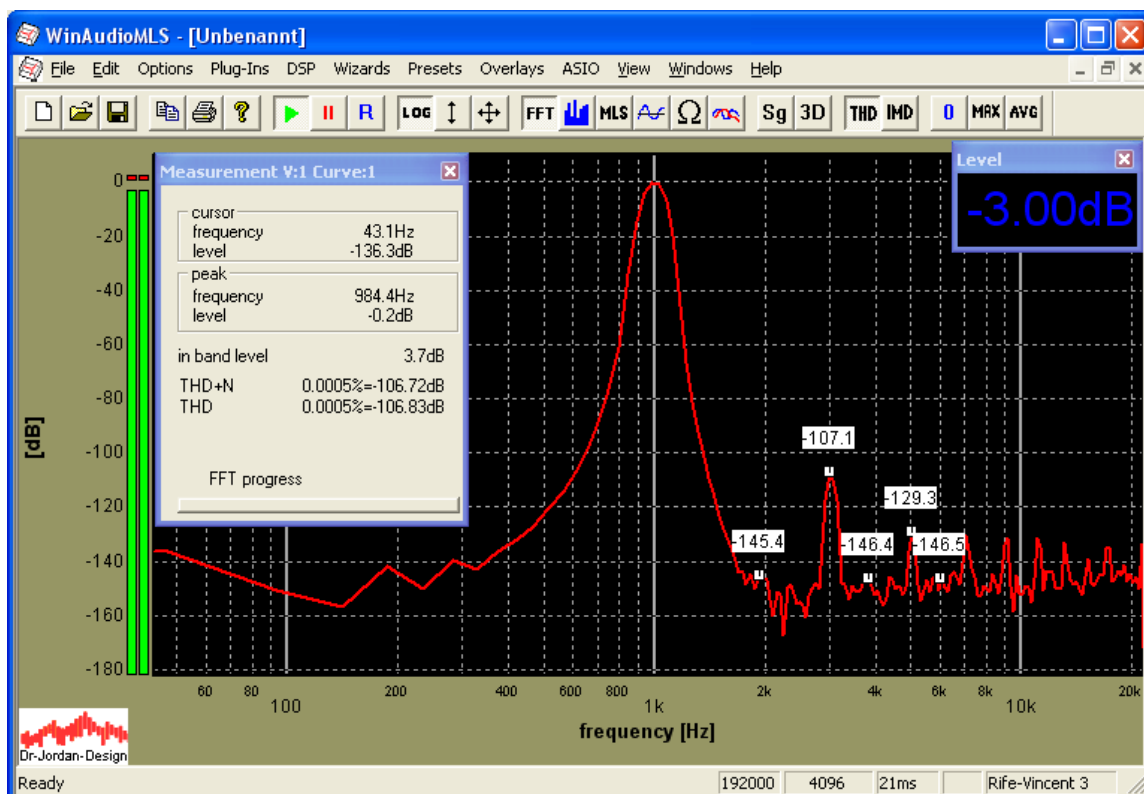 WinAudioMLS - [Unbenannt]
File Edit Options Plug-Ins DSP Wizards Presets Overlays ASIO View Windows Help
R LOG FFT MLS Ω Sg 3D THD IMD 0 MAX AVG
Measurement V:1 Curve:1
cursor
frequency 43.1Hz
level -136.3dB
peak
frequency 984.4Hz
level -0.2dB
in band level 3.7dB
THD+N 0.0005%=-106.72dB
THD 0.0005%=-106.83dB
FFT progress
Level
-3.00dB
[dB]
0
-20
-40
-60
-80
-100
-120
-140
-160
-180
-107.1
-129.3
-145.4
-146.4
-146.5
60 80 200 400 600 800 2k 4k 6k 8k 20k
100 1k 10k
frequency [Hz]
Dr-Jordan-Design
Ready 192000 4096 21ms Rife-Vincent 3